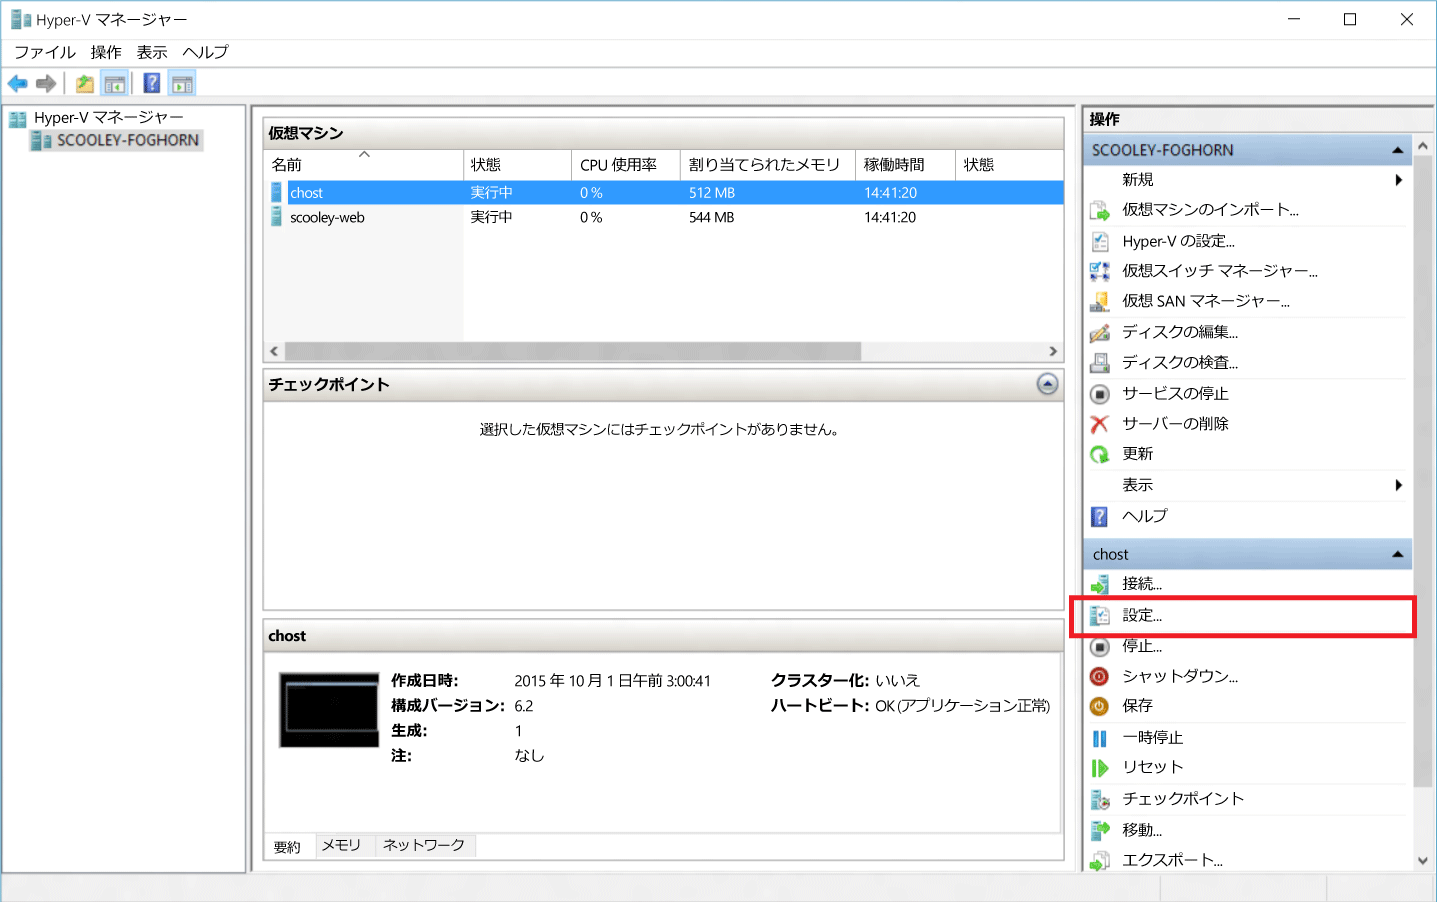 Hyper-V マネージャー
ファイル 操作 表示 ヘルプ
Hyper-V マネージャー
SCOOLEY-FOGHORN
仮想マシン
名前 状態 CPU 使用率 割り当てられたメモリ 稼働時間 状態
chost 実行中 0 % 512 MB 14:41:20
scooley-web 実行中 0 % 544 MB 14:41:20
チェックポイント
選択した仮想マシンにはチェックポイントがありません。
chost
作成日時: 2015 年 10 月 1 日午前 3:00:41 クラスター化: いいえ
構成バージョン: 6.2 ハートビート: OK (アプリケーション正常)
生成: 1
注: なし
要約 メモリ ネットワーク
操作
SCOOLEY-FOGHORN
新規
仮想マシンのインポート...
Hyper-V の設定...
仮想スイッチ マネージャー...
仮想 SAN マネージャー...
ディスクの編集...
ディスクの検査...
サービスの停止
サーバーの削除
更新
表示
ヘルプ
chost
接続...
設定...
停止...
シャットダウン...
保存
一時停止
リセット
チェックポイント
移動...
エクスポート...